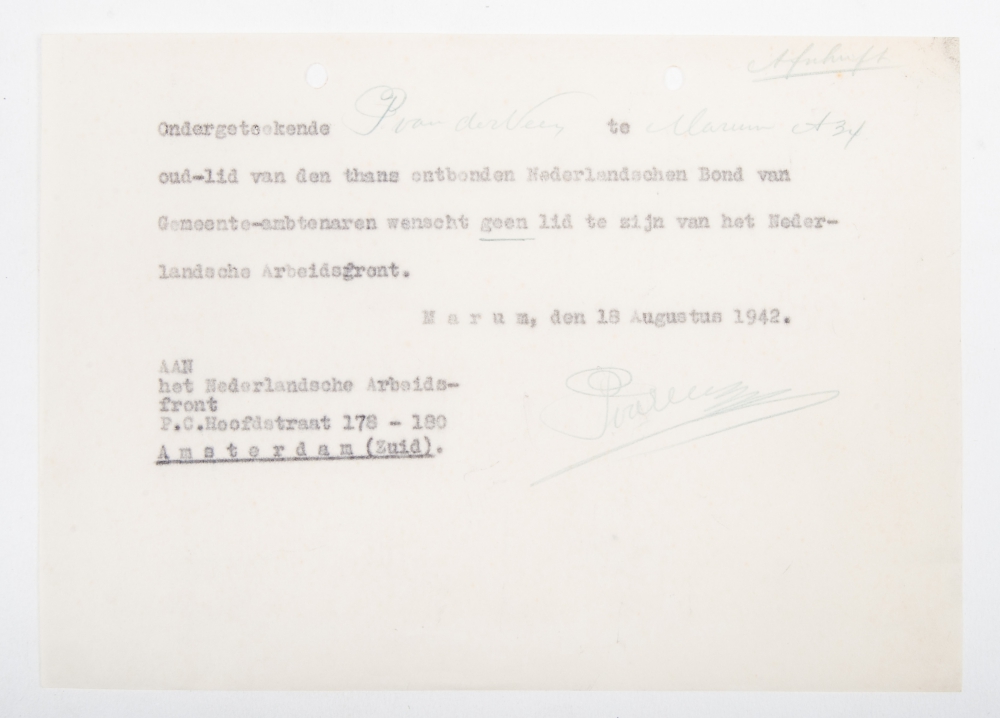 Afschrift
Ondergeteekende P van der Veen te Marum A 34
oud-lid van den thans ontbonden Nederlandschen Bond van
Gemeente-ambtenaren wenscht geen lid te zijn van het Neder-
landsche Arbeidsfront.
M a r u m, den 18 Augustus 1942.
AAN
het Nederlandsche Arbeids-
front
P.C.Hoofdstraat 178 - 180
A m s t e r d a m (Zuid).